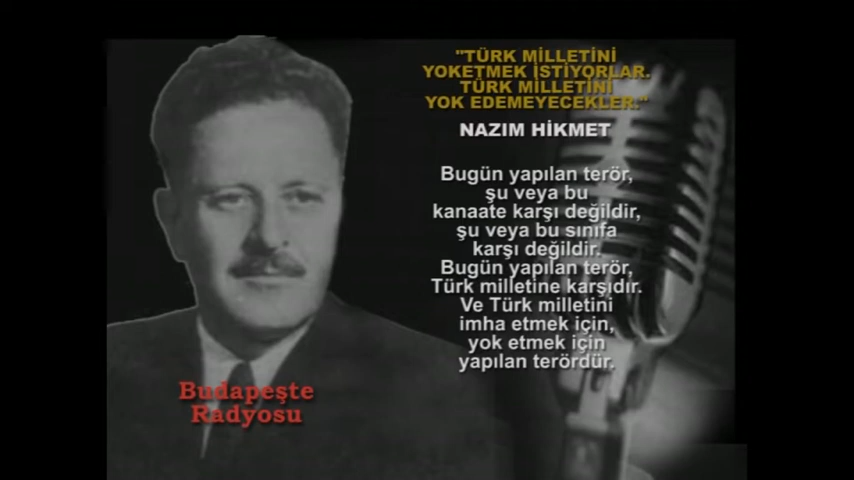 "TÜRK MİLLETİNİ
YOKETMEK İSTİYORLAR.
TÜRK MİLLETİNİ
YOK EDEMEYECEKLER."
NAZIM HİKMET
Bugün yapılan terör,
şu veya bu
kanaate karşı değildir,
şu veya bu sınıfa
karşı değildir.
Bugün yapılan terör,
Türk milletine karşıdır.
Ve Türk milletini
imha etmek için,
yok etmek için
yapılan terördür.
Budapeşte
Radyosu